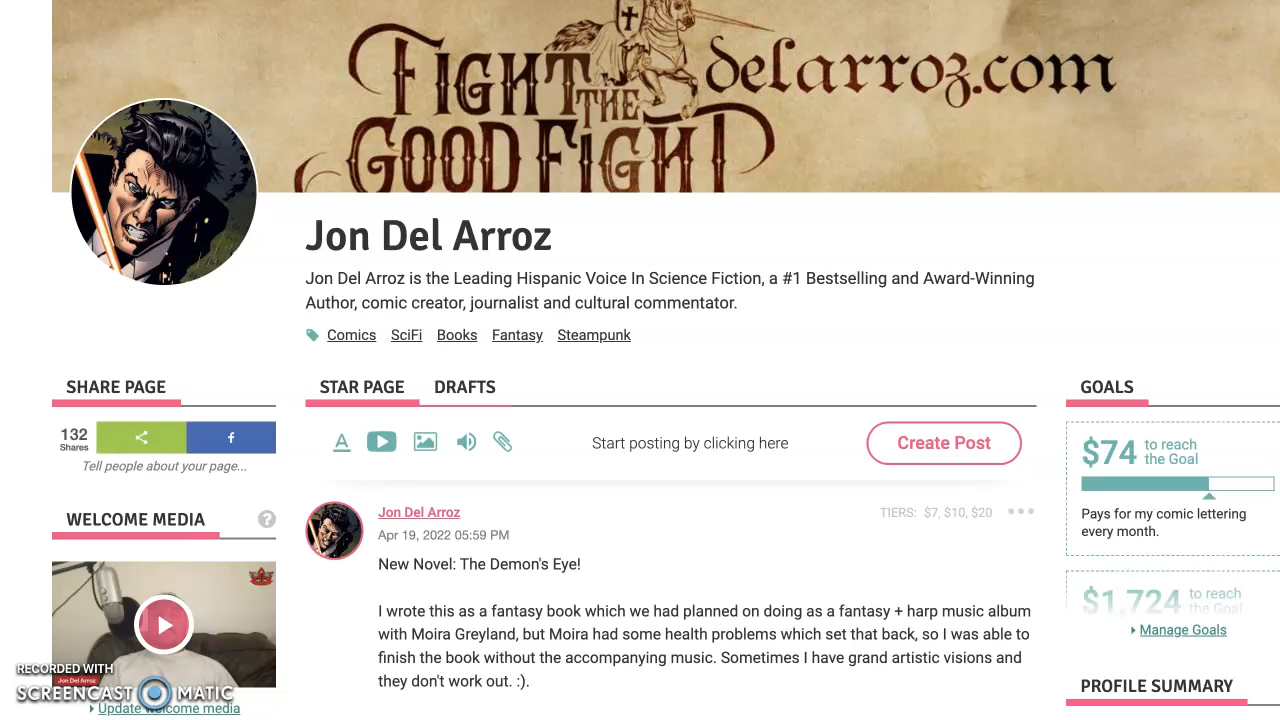 FIGHT
THE
GOOD FIGHT
delarroz.com
Jon Del Arroz
Jon Del Arroz is the Leading Hispanic Voice In Science Fiction, a #1 Bestselling and Award-Winning
Author, comic creator, journalist and cultural commentator.
Comics SciFi Books Fantasy Steampunk
SHARE PAGE
132
Shares
Tell people about your page...
WELCOME MEDIA
?
Jon Del Arroz
Update welcome media
RECORDED WITH
SCREENCAST MATIC
STAR PAGE DRAFTS
Start posting by clicking here
Create Post
Jon Del Arroz
TIERS: $7, $10, $20
Apr 19, 2022 05:59 PM
New Novel: The Demon's Eye!
I wrote this as a fantasy book which we had planned on doing as a fantasy + harp music album
with Moira Greyland, but Moira had some health problems which set that back, so I was able to
finish the book without the accompanying music. Sometimes I have grand artistic visions and
they don't work out. :).
GOALS
$74 to reach
the Goal
Pays for my comic lettering
every month.
$1,724 to reach
the Goal
Manage Goals
PROFILE SUMMARY